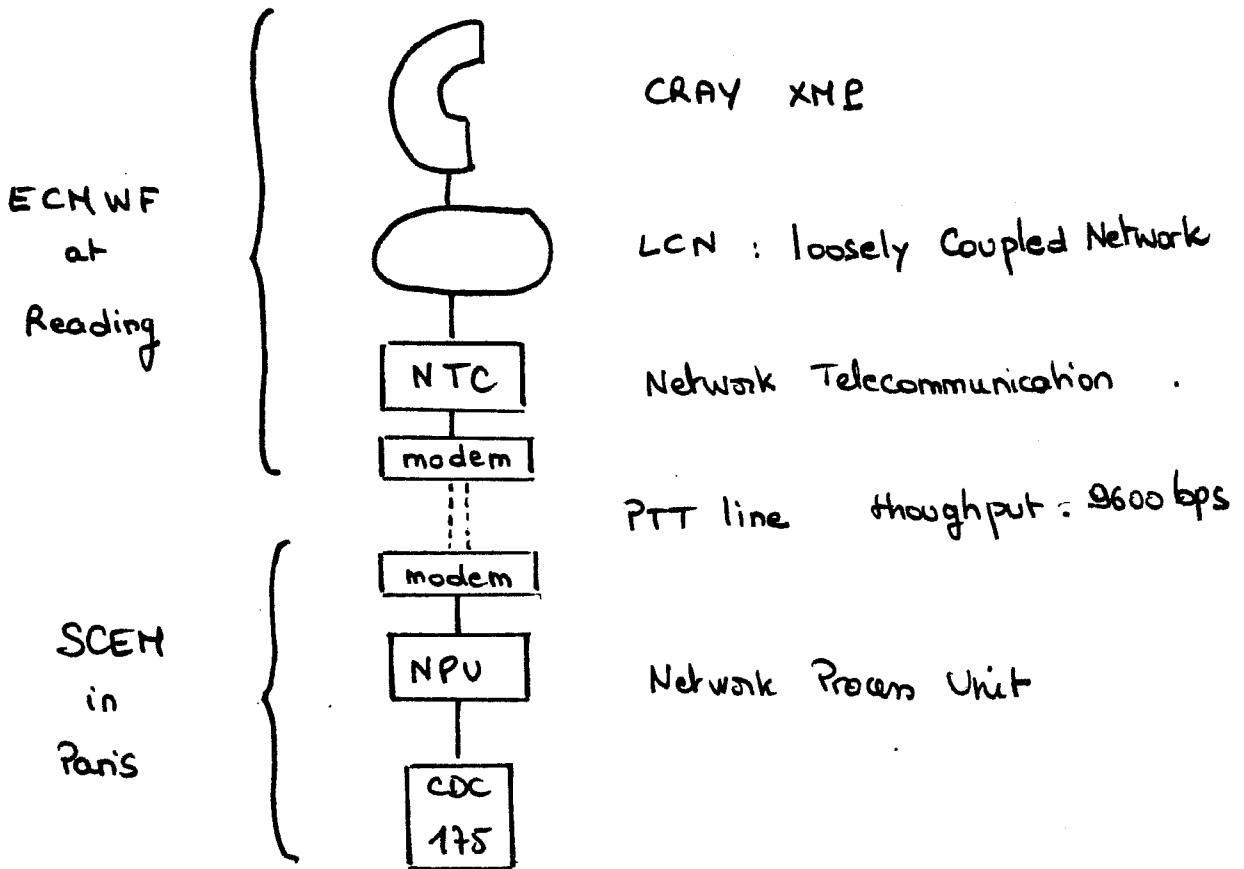 CRAY XMP
ECMWF
at
Reading
LCN : loosely Coupled Network
NTC
Network Telecommunication .
modem
PTT line thoughput : 9600 bps
modem
SCEM
in
Paris
NPU
Network Process Unit
CDC
175